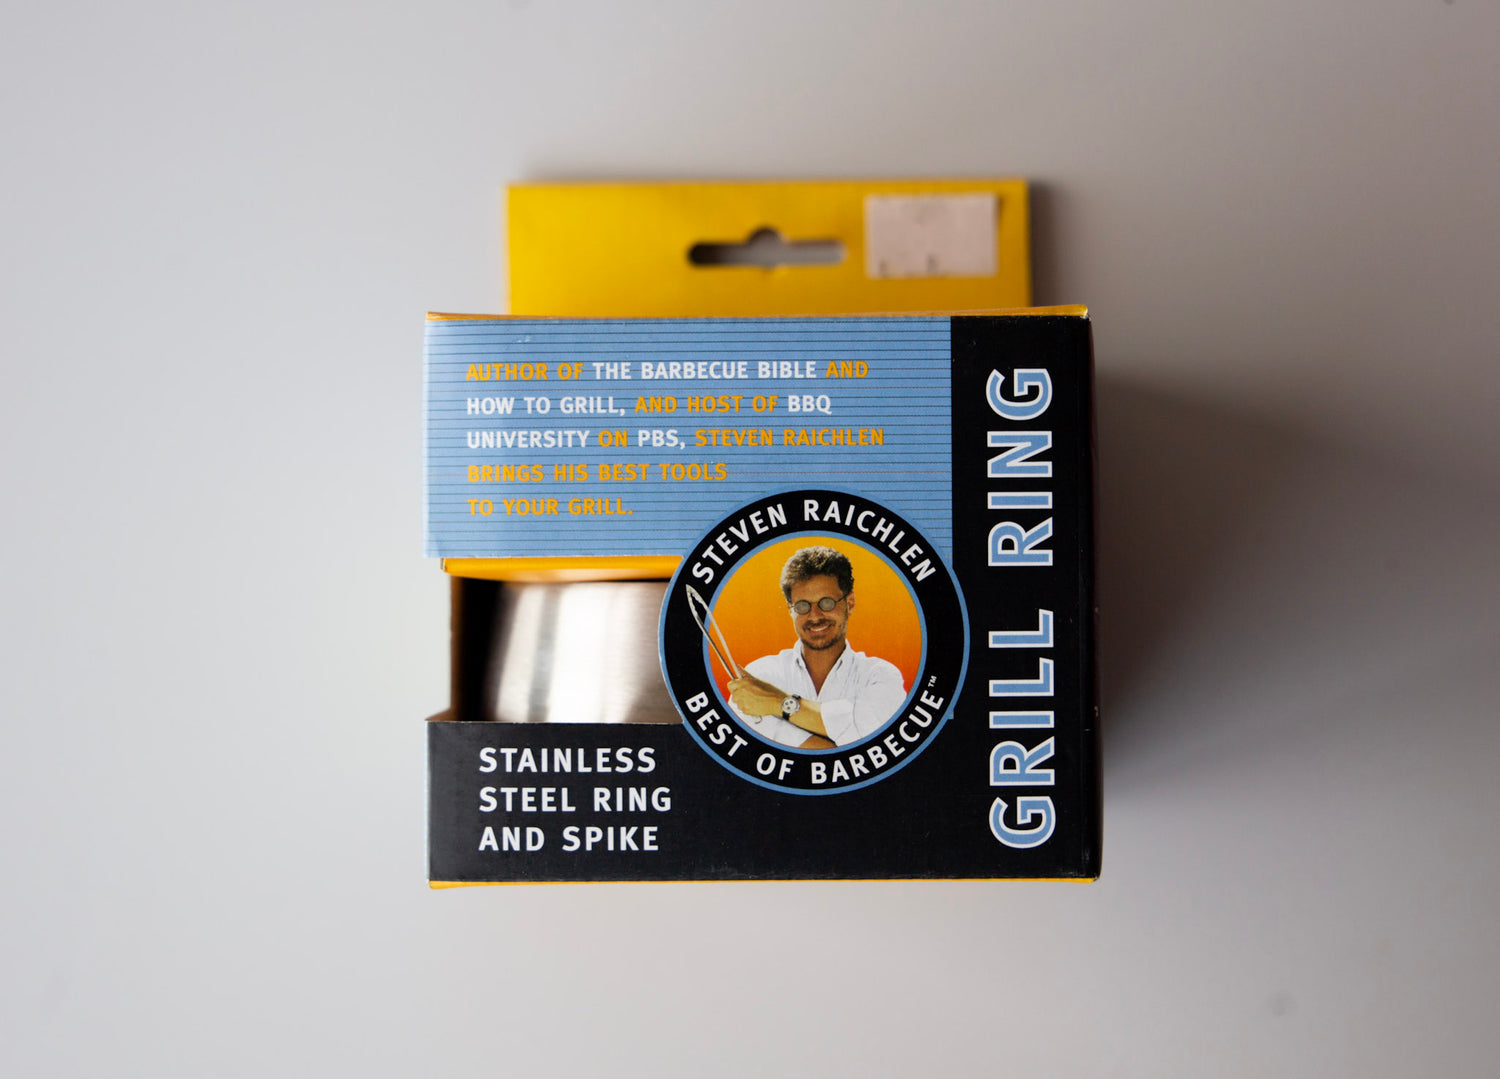 AUTHOR OF THE BARBECUE BIBLE AND
HOW TO GRILL, AND HOST OF BBQ
UNIVERSITY ON PBS, STEVEN RAICHLEN
BRINGS HIS BEST TOOLS
TO YOUR GRILL.
STEVEN RAICHLEN
BEST OF BARBECUE™
STAINLESS
STEEL RING
AND SPIKE
GRILL RING